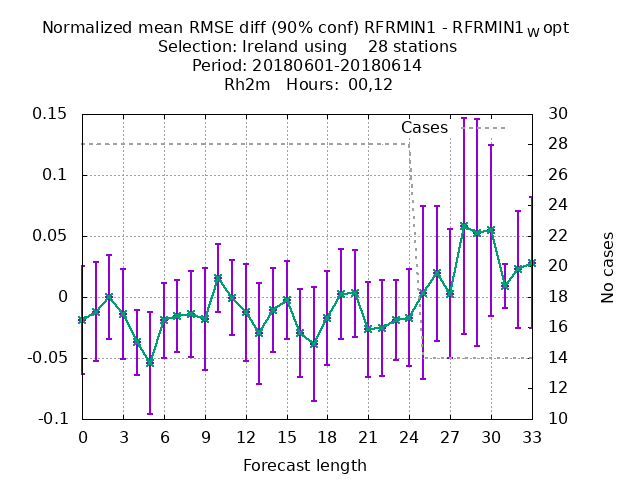 Normalized mean RMSE diff (90% conf) RFRMIN1 - RFRMIN1 W opt
Selection: Ireland using 28 stations
Period: 20180601-20180614
Rh2m Hours: 00,12
Cases
0.15
0.1
0.05
0
-0.05
-0.1
30
28
26
24
22
20
18
16
14
12
10
No cases
0 3 6 9 12 15 18 21 24 27 30 33
Forecast length